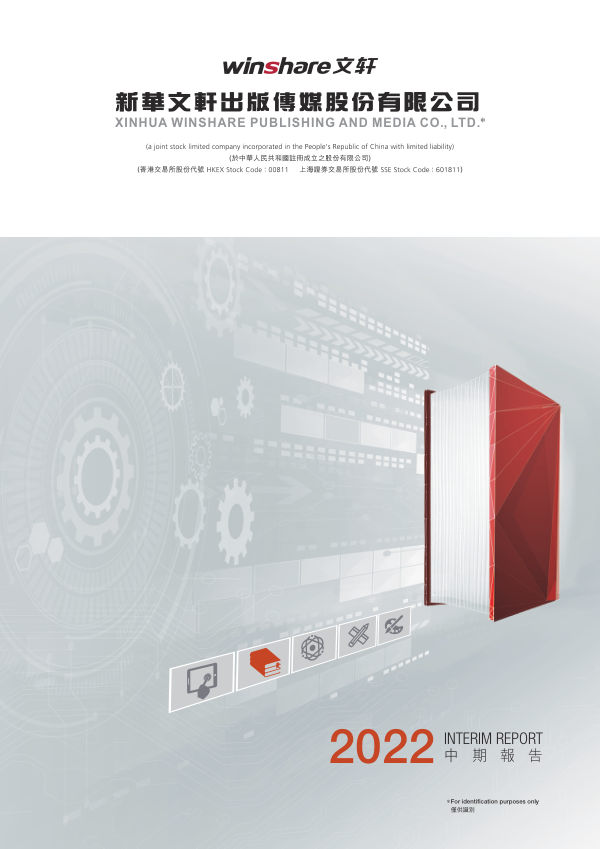 winshare文轩
新華文軒出版傳媒股份有限公司
XINHUA WINSHARE PUBLISHING AND MEDIA CO., LTD.*
(a joint stock limited company incorporated in the People's Republic of China with limited liability)
(於中華人民共和國註冊成立之股份有限公司)
(香港交易所股份代號 HKEX Stock Code : 00811 上海證券交易所股份代號 SSE Stock Code : 601811)
2022 INTERIM REPORT
中期報告
*For identification purposes only
僅供識別